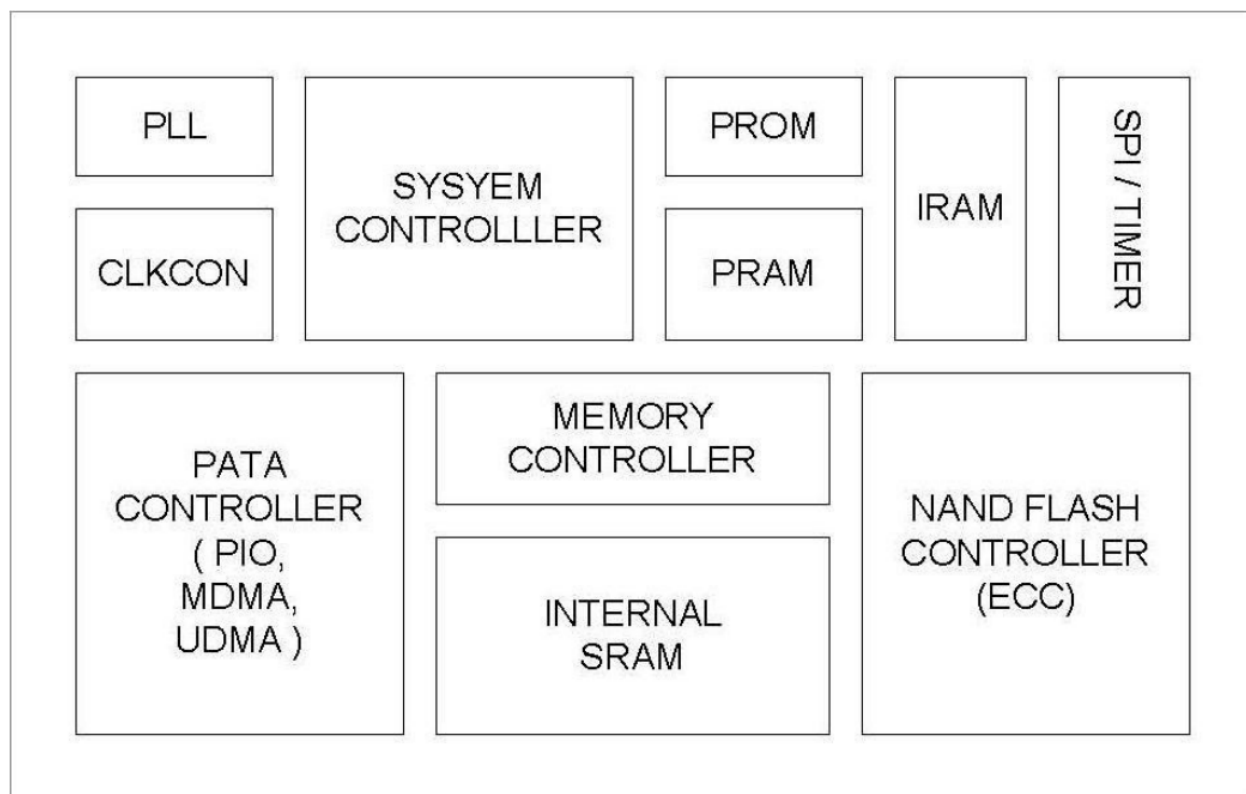 PLL
CLKCON
SYSYEM
CONTROLLLER
PROM
PRAM
IRAM
SPI / TIMER
PATA
CONTROLLER
( PIO,
MDMA,
UDMA )
MEMORY
CONTROLLER
INTERNAL
SRAM
NAND FLASH
CONTROLLER
(ECC)